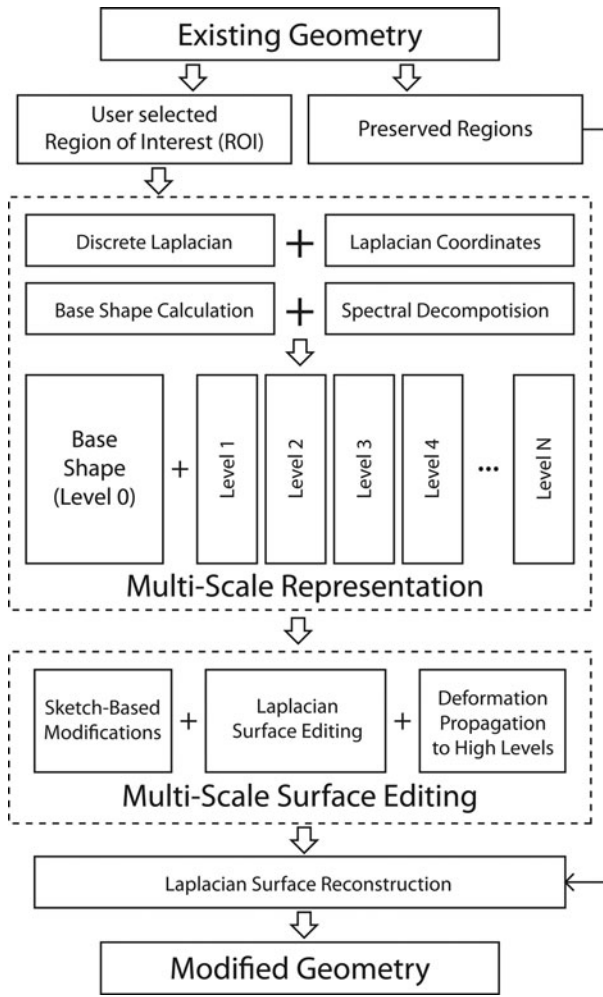 Existing Geometry
User selected
Region of Interest (ROI)
Preserved Regions
Discrete Laplacian
+
Laplacian Coordinates
Base Shape Calculation
+
Spectral Decompotision
Base
Shape
(Level 0)
+
Level 1
Level 2
Level 3
Level 4
...
Level N
Multi-Scale Representation
Sketch-Based
Modifications
+
Laplacian
Surface Editing
+
Deformation
Propagation
to High Levels
Multi-Scale Surface Editing
Laplacian Surface Reconstruction
Modified Geometry